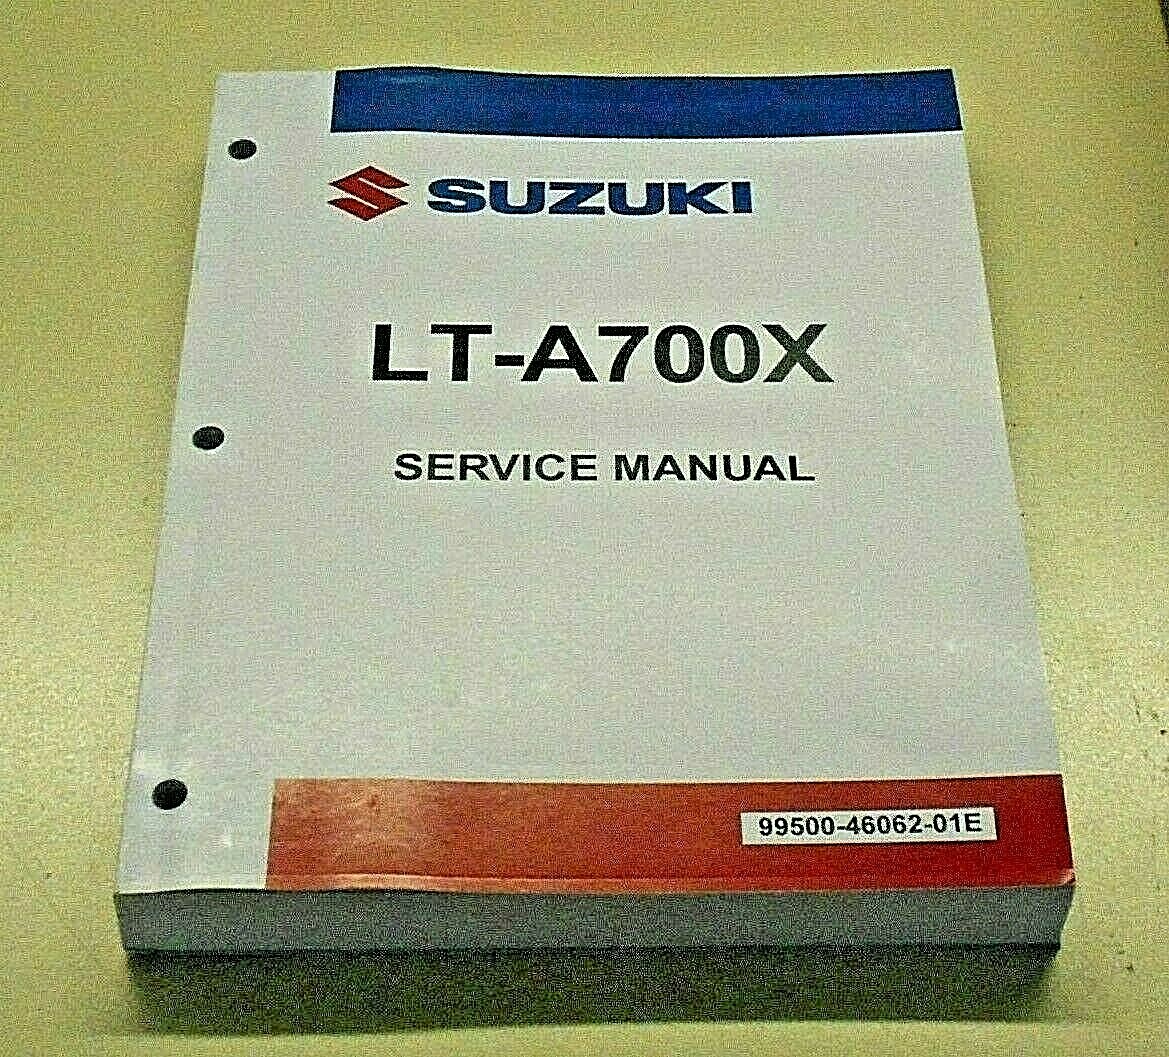 SUZUKI
LT-A700X
SERVICE MANUAL
99500-46062-01E